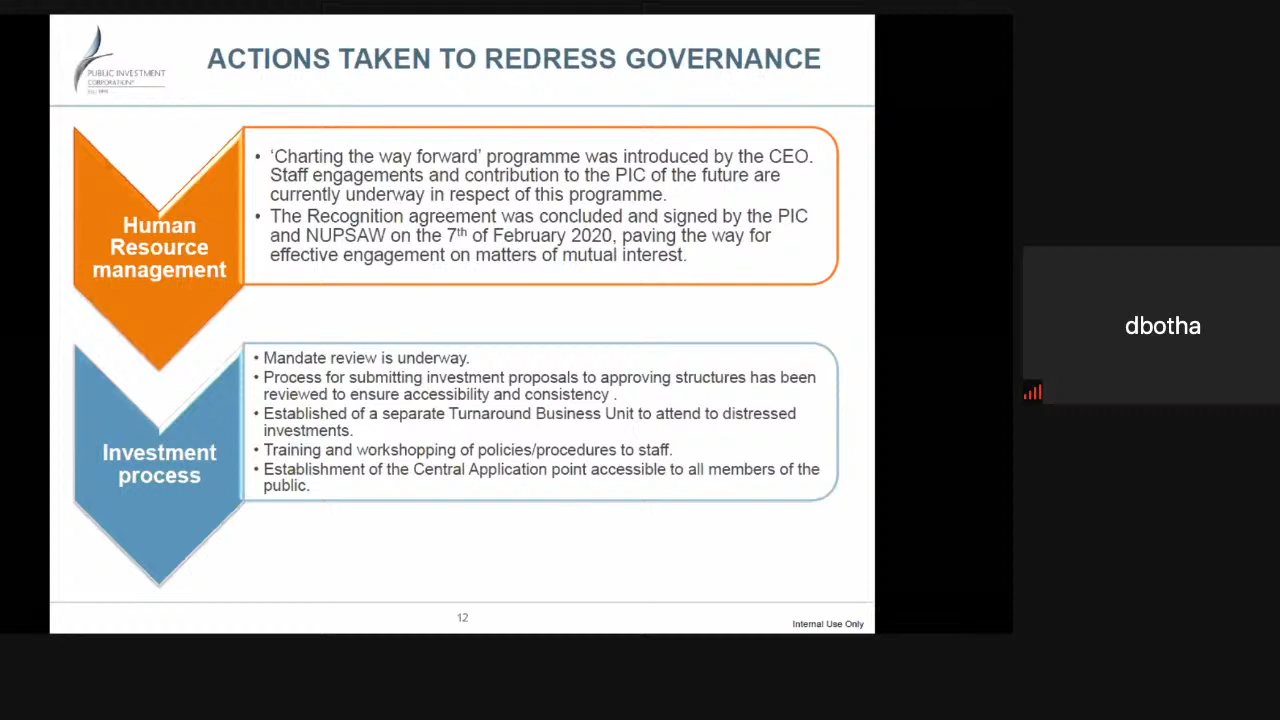 PUBLIC INVESTMENT
CORPORATION®
ACTIONS TAKEN TO REDRESS GOVERNANCE
Human
Resource
management
• ‘Charting the way forward’ programme was introduced by the CEO.
Staff engagements and contribution to the PIC of the future are
currently underway in respect of this programme.
• The Recognition agreement was concluded and signed by the PIC
and NUPSAW on the 7th of February 2020, paving the way for
effective engagement on matters of mutual interest.
Investment
process
• Mandate review is underway.
• Process for submitting investment proposals to approving structures has been
reviewed to ensure accessibility and consistency .
• Established of a separate Turnaround Business Unit to attend to distressed
investments.
• Training and workshopping of policies/procedures to staff.
• Establishment of the Central Application point accessible to all members of the
public.
12
Internal Use Only
dbotha